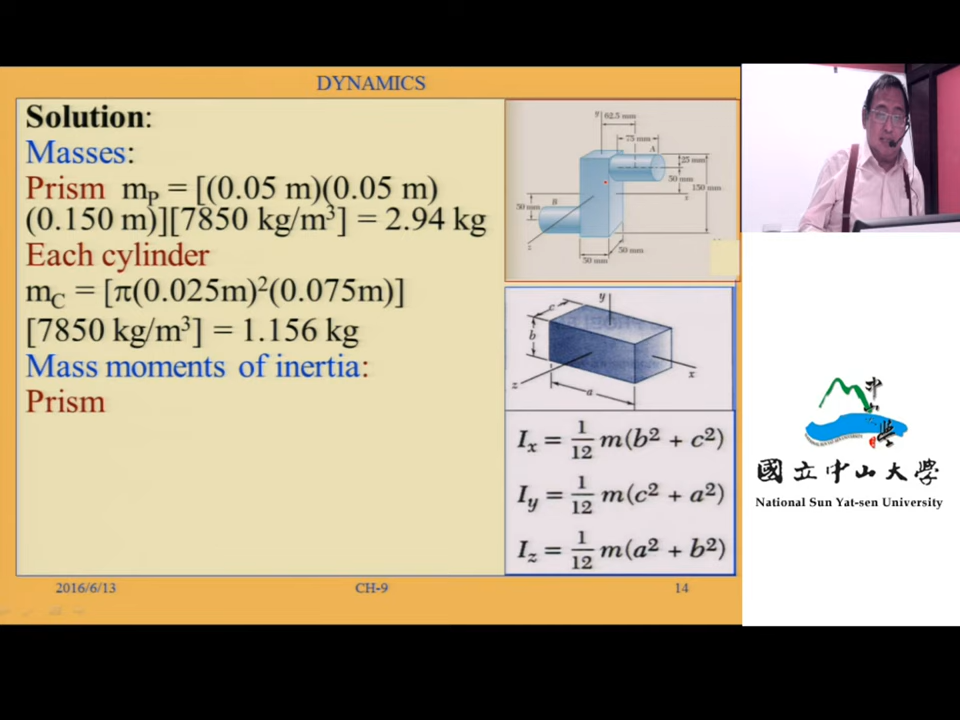 DYNAMICS
Solution:
Masses:
Prism m_P = [(0.05 m)(0.05 m)
(0.150 m)][7850 kg/m³] = 2.94 kg
Each cylinder
m_C = [π(0.025m)²(0.075m)]
[7850 kg/m³] = 1.156 kg
Mass moments of inertia:
Prism
y
62.5 mm
75 mm
A
25 mm
50 mm
150 mm
x
50 mm
B
z
50 mm
50 mm
y
c
b
x
z
a
I_x = 1/12 m(b² + c²)
I_y = 1/12 m(c² + a²)
I_z = 1/12 m(a² + b²)
2016/6/13
CH-9
14
中山大學
國立中山大學
National Sun Yat-sen University